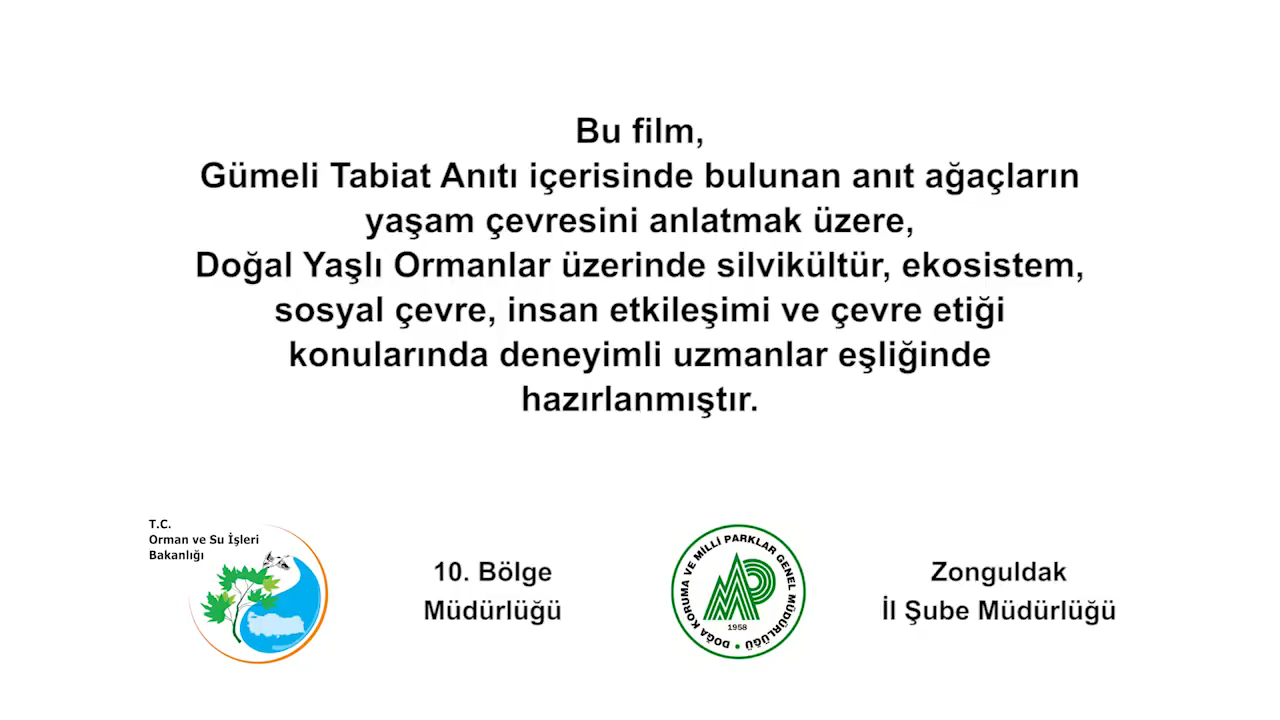 Bu film,
Gümeli Tabiat Anıtı içerisinde bulunan anıt ağaçların
yaşam çevresini anlatmak üzere,
Doğal Yaşlı Ormanlar üzerinde silvikültür, ekosistem,
sosyal çevre, insan etkileşimi ve çevre etiği
konularında deneyimli uzmanlar eşliğinde
hazırlanmıştır.
T.C.
Orman ve Su İşleri
Bakanlığı
10. Bölge
Müdürlüğü
DOĞA KORUMA VE MİLLİ PARKLAR GENEL MÜDÜRLÜĞÜ
MP
1958
Zonguldak
İl Şube Müdürlüğü